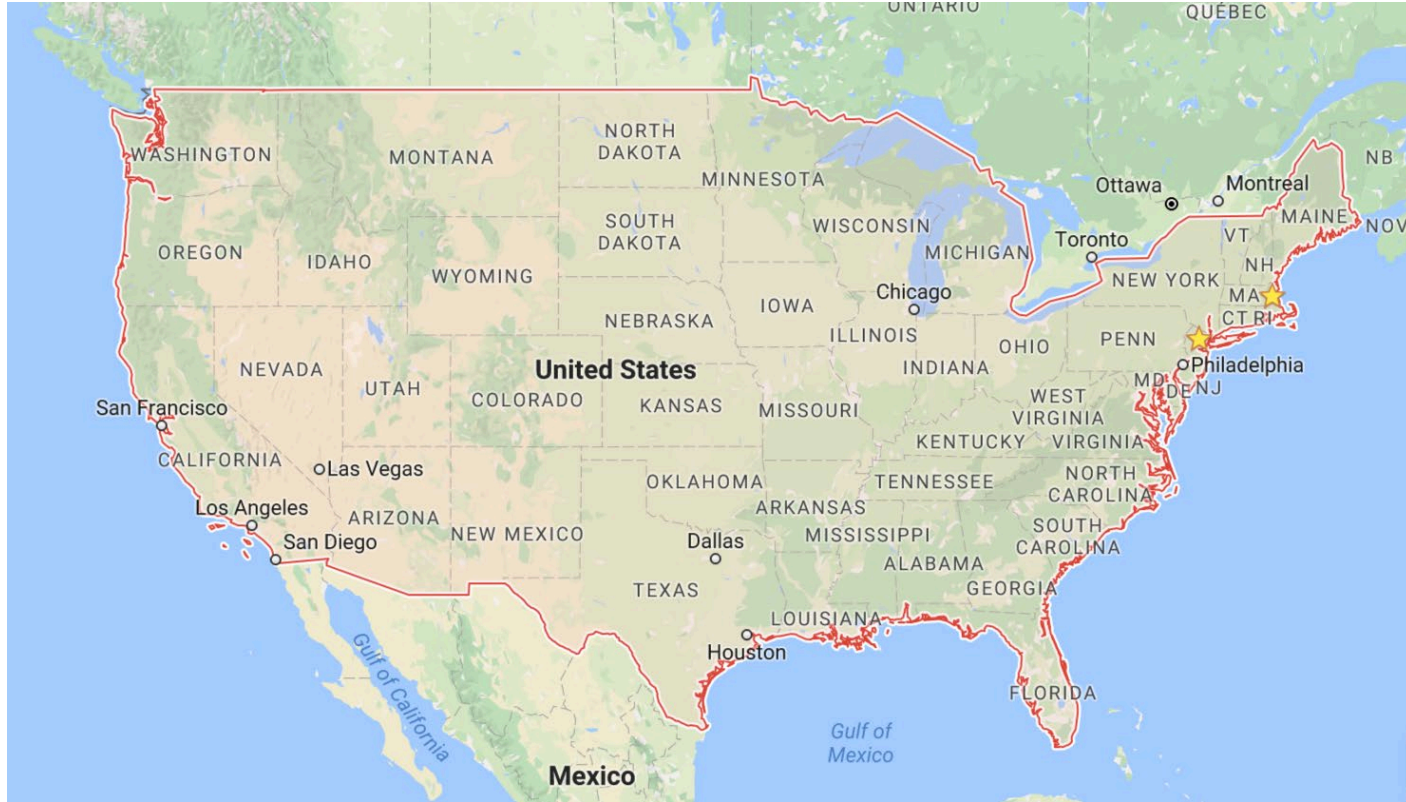 ONTARIO
QUÉBEC
NORTH
DAKOTA
WASHINGTON
MONTANA
NB
MINNESOTA
Ottawa
Montreal
SOUTH
DAKOTA
WISCONSIN
MAINE
NOV
OREGON
IDAHO
MICHIGAN
Toronto
VT
WYOMING
NH
NEW YORK
Chicago
IOWA
MA
NEBRASKA
ILLINOIS
CT RI
OHIO
PENN
NEVADA
United States
INDIANA
Philadelphia
UTAH
COLORADO
MD
DE NJ
San Francisco
KANSAS
MISSOURI
WEST
VIRGINIA
KENTUCKY
VIRGINIA
CALIFORNIA
Las Vegas
OKLAHOMA
TENNESSEE
NORTH
CAROLINA
Los Angeles
ARIZONA
NEW MEXICO
ARKANSAS
San Diego
Dallas
MISSISSIPPI
SOUTH
CAROLINA
ALABAMA
TEXAS
GEORGIA
LOUISIANA
Houston
Gulf of California
FLORIDA
Gulf of
Mexico
Mexico